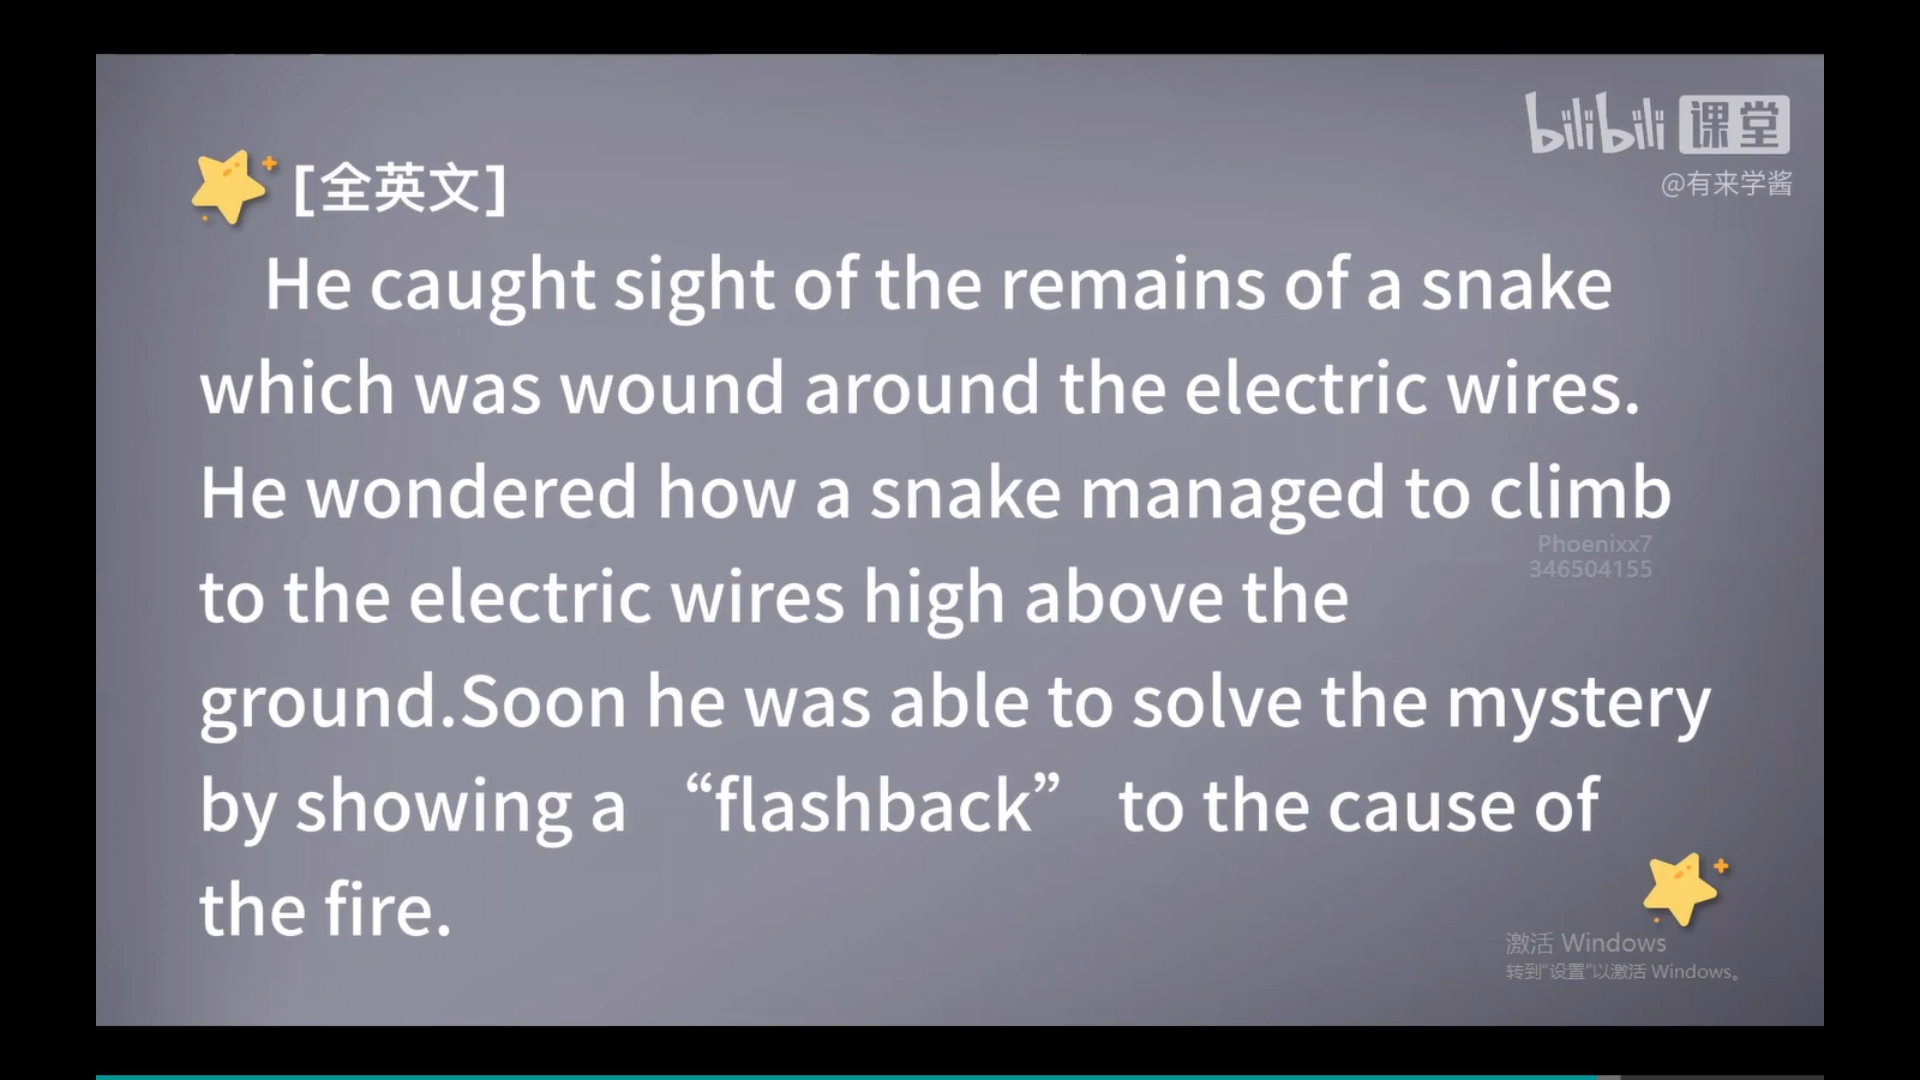 bilibili 课堂
@有来学酱
[全英文]
He caught sight of the remains of a snake
which was wound around the electric wires.
He wondered how a snake managed to climb
Phoenixx7
346504155
to the electric wires high above the
ground.Soon he was able to solve the mystery
by showing a “flashback” to the cause of
the fire.
激活 Windows
转到“设置”以激活 Windows。